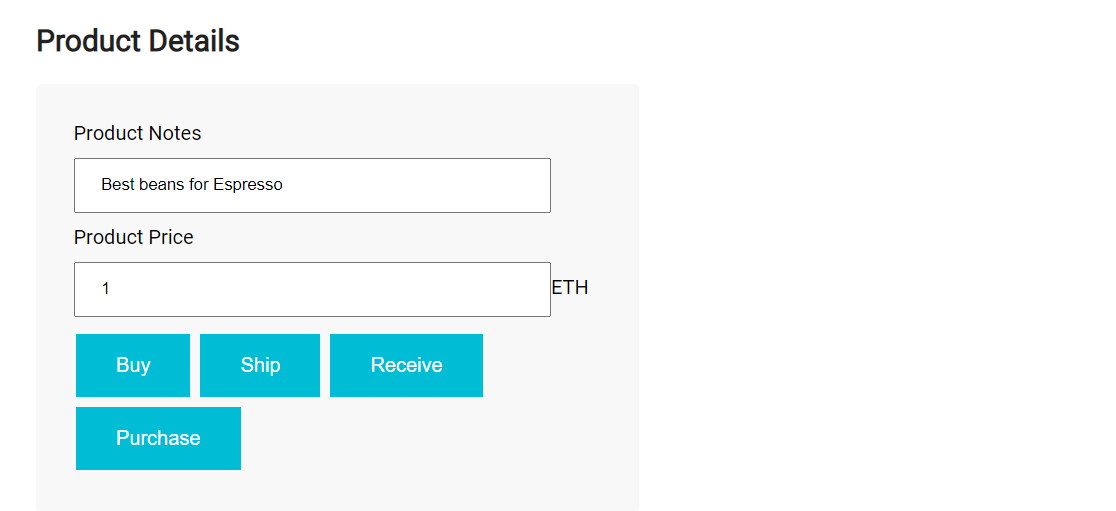 Product Details
Product Notes
Best beans for Espresso
Product Price
1 ETH
Buy Ship Receive
Purchase